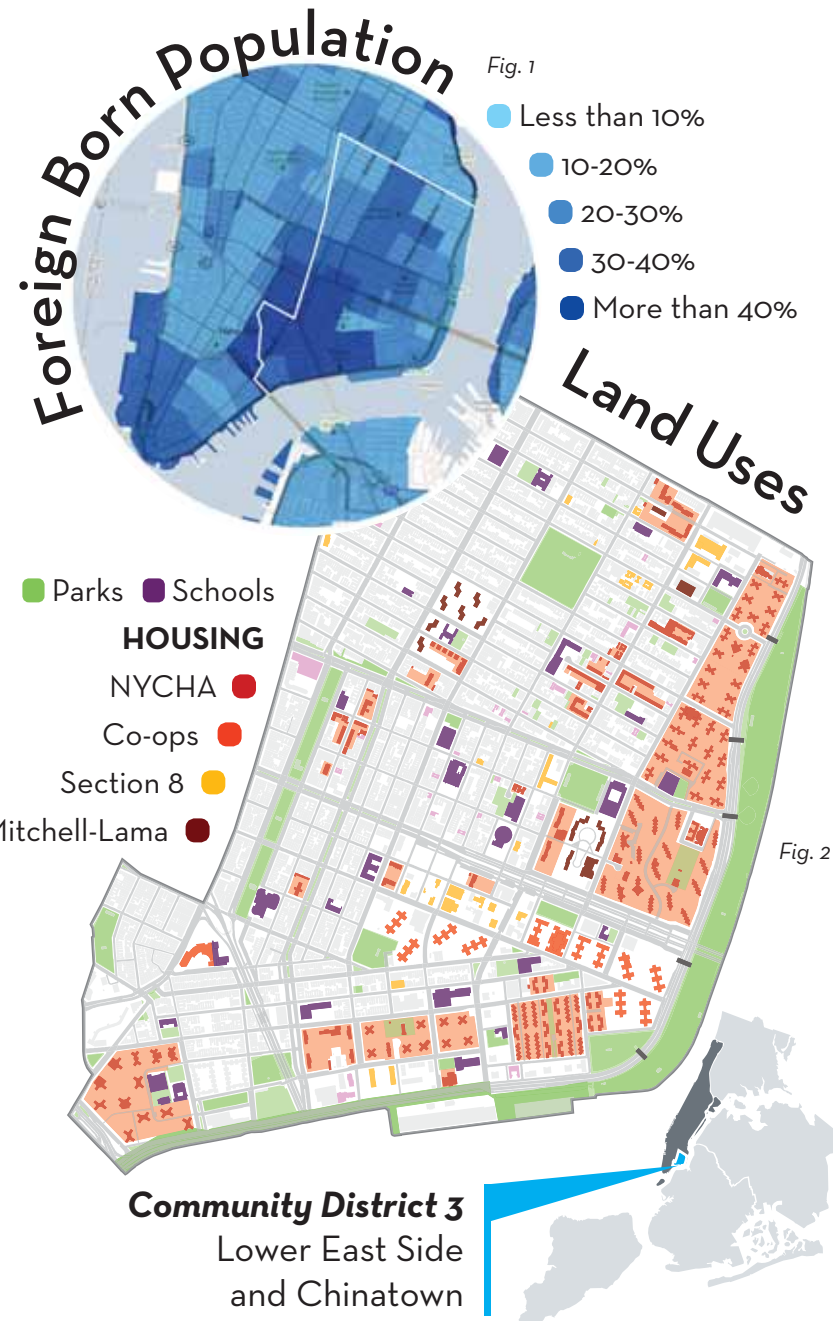 Foreign Born Population
Fig. 1
Less than 10%
10-20%
20-30%
30-40%
More than 40%
Land Uses
Parks
Schools
HOUSING
NYCHA
Co-ops
Section 8
Mitchell-Lama
Fig. 2
Community District 3
Lower East Side
and Chinatown